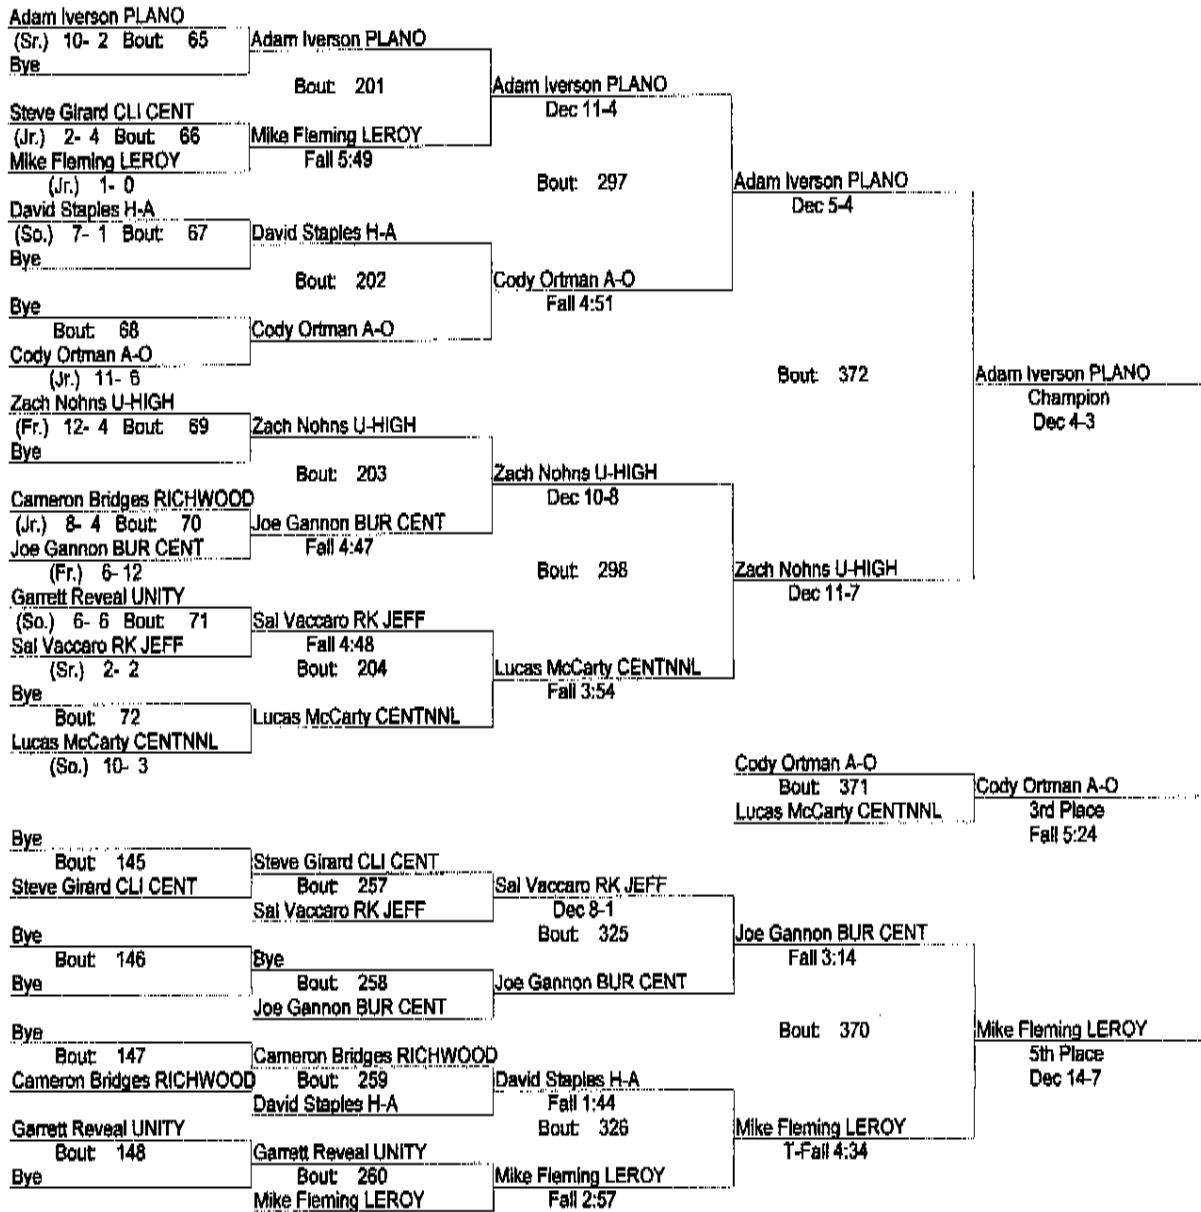 Adam Iverson PLANO
(Sr.) 10- 2 Bout: 65
Bye
Steve Girard CLI CENT
(Jr.) 2- 4 Bout: 66
Mike Fleming LEROY
(Jr.) 1- 0
David Staples H-A
(So.) 7- 1 Bout: 67
Bye
Bye
Bout: 68
Cody Ortman A-O
(Jr.) 11- 6
Zach Nohns U-HIGH
(Fr.) 12- 4 Bout: 69
Bye
Cameron Bridges RICHWOOD
(Jr.) 8- 4 Bout: 70
Joe Gannon BUR CENT
(Fr.) 6- 12
Garrett Reveal UNITY
(So.) 6- 6 Bout: 71
Sal Vaccaro RK JEFF
(Sr.) 2- 2
Bye
Bout: 72
Lucas McCarty CENTNNL
(So.) 10- 3
Adam Iverson PLANO
Bout: 201
Mike Fleming LEROY
Fall 5:49
David Staples H-A
Bout: 202
Cody Ortman A-O
Zach Nohns U-HIGH
Bout: 203
Joe Gannon BUR CENT
Fall 4:47
Sal Vaccaro RK JEFF
Fall 4:48
Bout: 204
Lucas McCarty CENTNNL
Adam Iverson PLANO
Dec 11-4
Bout: 297
Cody Ortman A-O
Fall 4:51
Zach Nohns U-HIGH
Dec 10-8
Bout: 298
Lucas McCarty CENTNNL
Fall 3:54
Adam Iverson PLANO
Dec 5-4
Bout: 372
Zach Nohns U-HIGH
Dec 11-7
Adam Iverson PLANO
Champion
Dec 4-3
Cody Ortman A-O
Bout: 371
Lucas McCarty CENTNNL
Cody Ortman A-O
3rd Place
Fall 5:24
Bye
Bout: 145
Steve Girard CLI CENT
Bye
Bout: 146
Bye
Bye
Bout: 147
Cameron Bridges RICHWOOD
Garrett Reveal UNITY
Bout: 148
Bye
Steve Girard CLI CENT
Bout: 257
Sal Vaccaro RK JEFF
Bye
Bout: 258
Joe Gannon BUR CENT
Cameron Bridges RICHWOOD
Bout: 259
David Staples H-A
Garrett Reveal UNITY
Bout: 260
Mike Fleming LEROY
Sal Vaccaro RK JEFF
Dec 8-1
Bout: 325
Joe Gannon BUR CENT
David Staples H-A
Fall 1:44
Bout: 326
Mike Fleming LEROY
Fall 2:57
Joe Gannon BUR CENT
Fall 3:14
Bout: 370
Mike Fleming LEROY
T-Fall 4:34
Mike Fleming LEROY
5th Place
Dec 14-7